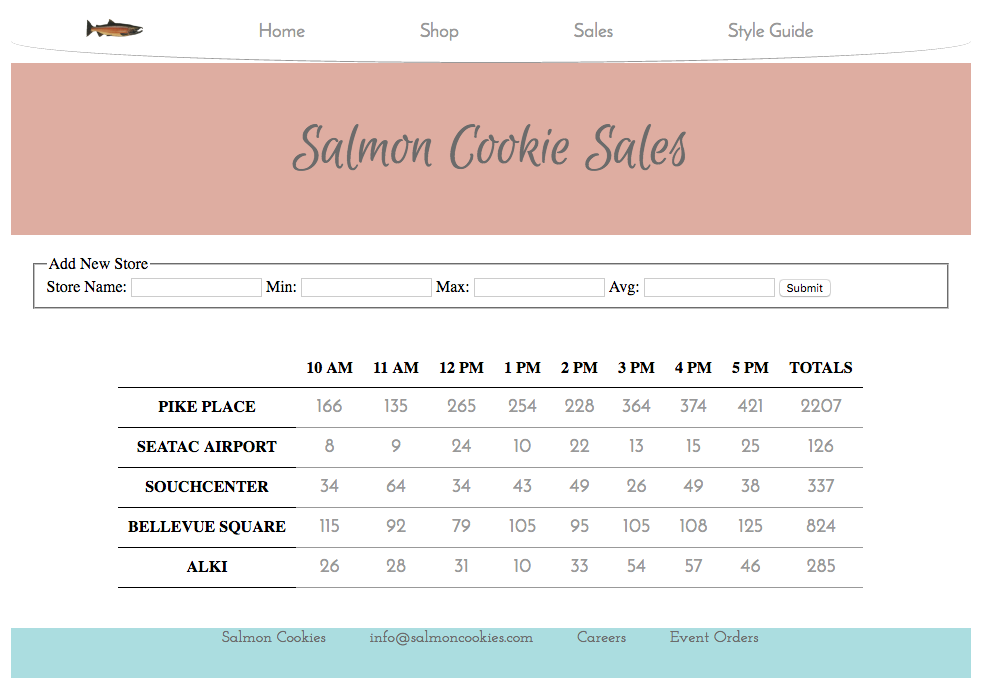 Home Shop Sales Style Guide
Salmon Cookie Sales
Add New Store
Store Name: Min: Max: Avg: Submit
10 AM 11 AM 12 PM 1 PM 2 PM 3 PM 4 PM 5 PM TOTALS
PIKE PLACE 166 135 265 254 228 364 374 421 2207
SEATAC AIRPORT 8 9 24 10 22 13 15 25 126
SOUCHCENTER 34 64 34 43 49 26 49 38 337
BELLEVUE SQUARE 115 92 79 105 95 105 108 125 824
ALKI 26 28 31 10 33 54 57 46 285
Salmon Cookies info@salmoncookies.com Careers Event Orders